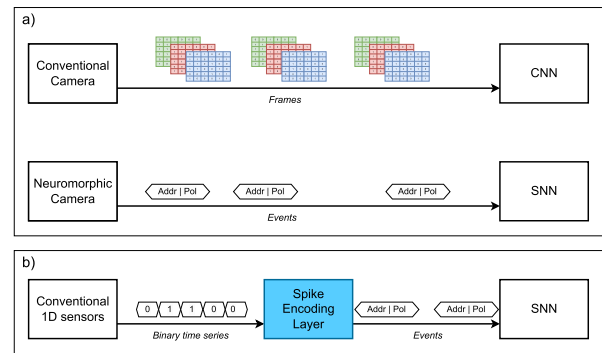 a)
Conventional
Camera
Frames
CNN
Neuromorphic
Camera
Addr | Pol
Addr | Pol
Addr | Pol
Events
SNN
b)
Conventional
1D sensors
0 1 1 0 0
Binary time series
Spike
Encoding
Layer
Addr | Pol
Addr | Pol
Events
SNN